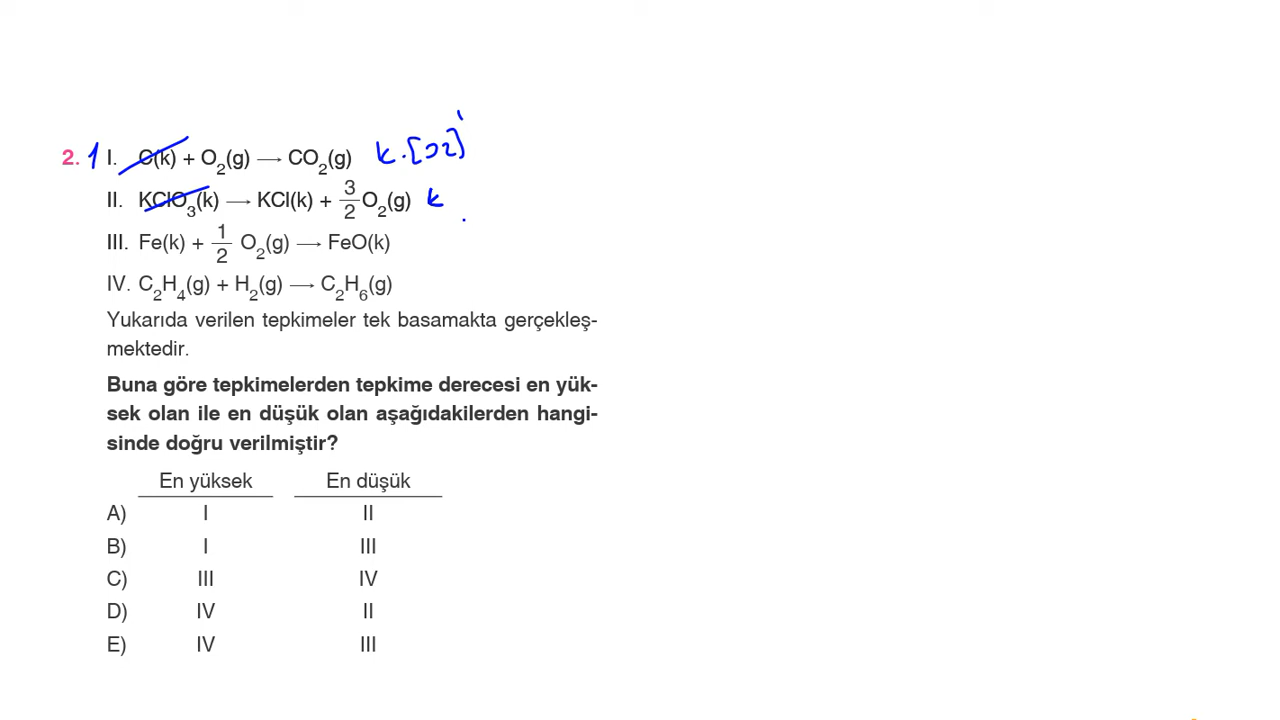 2. 1 I. C(k) + O2(g) → CO2(g) k.[O2]¹
II. KClO3(k) → KCl(k) + 3/2 O2(g) k
III. Fe(k) + 1/2 O2(g) → FeO(k)
IV. C2H4(g) + H2(g) → C2H6(g)
Yukarıda verilen tepkimeler tek basamakta gerçekleş-
mektedir.
Buna göre tepkimelerden tepkime derecesi en yük-
sek olan ile en düşük olan aşağıdakilerden hangi-
sinde doğru verilmiştir?
En yüksek En düşük
A) I II
B) I III
C) III IV
D) IV II
E) IV III